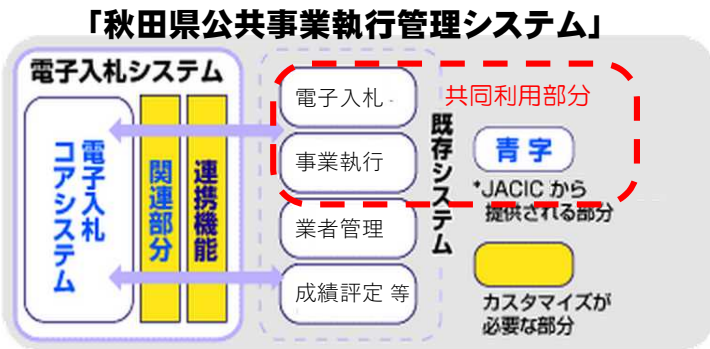 「秋田県公共事業執行管理システム」
電子入札システム
電子入札
コアシステム
関連部分
連携機能
電子入札
事業執行
業者管理
成績評定 等
既存システム
共同利用部分
青字
*JACICから
提供される部分
カスタマイズが
必要な部分